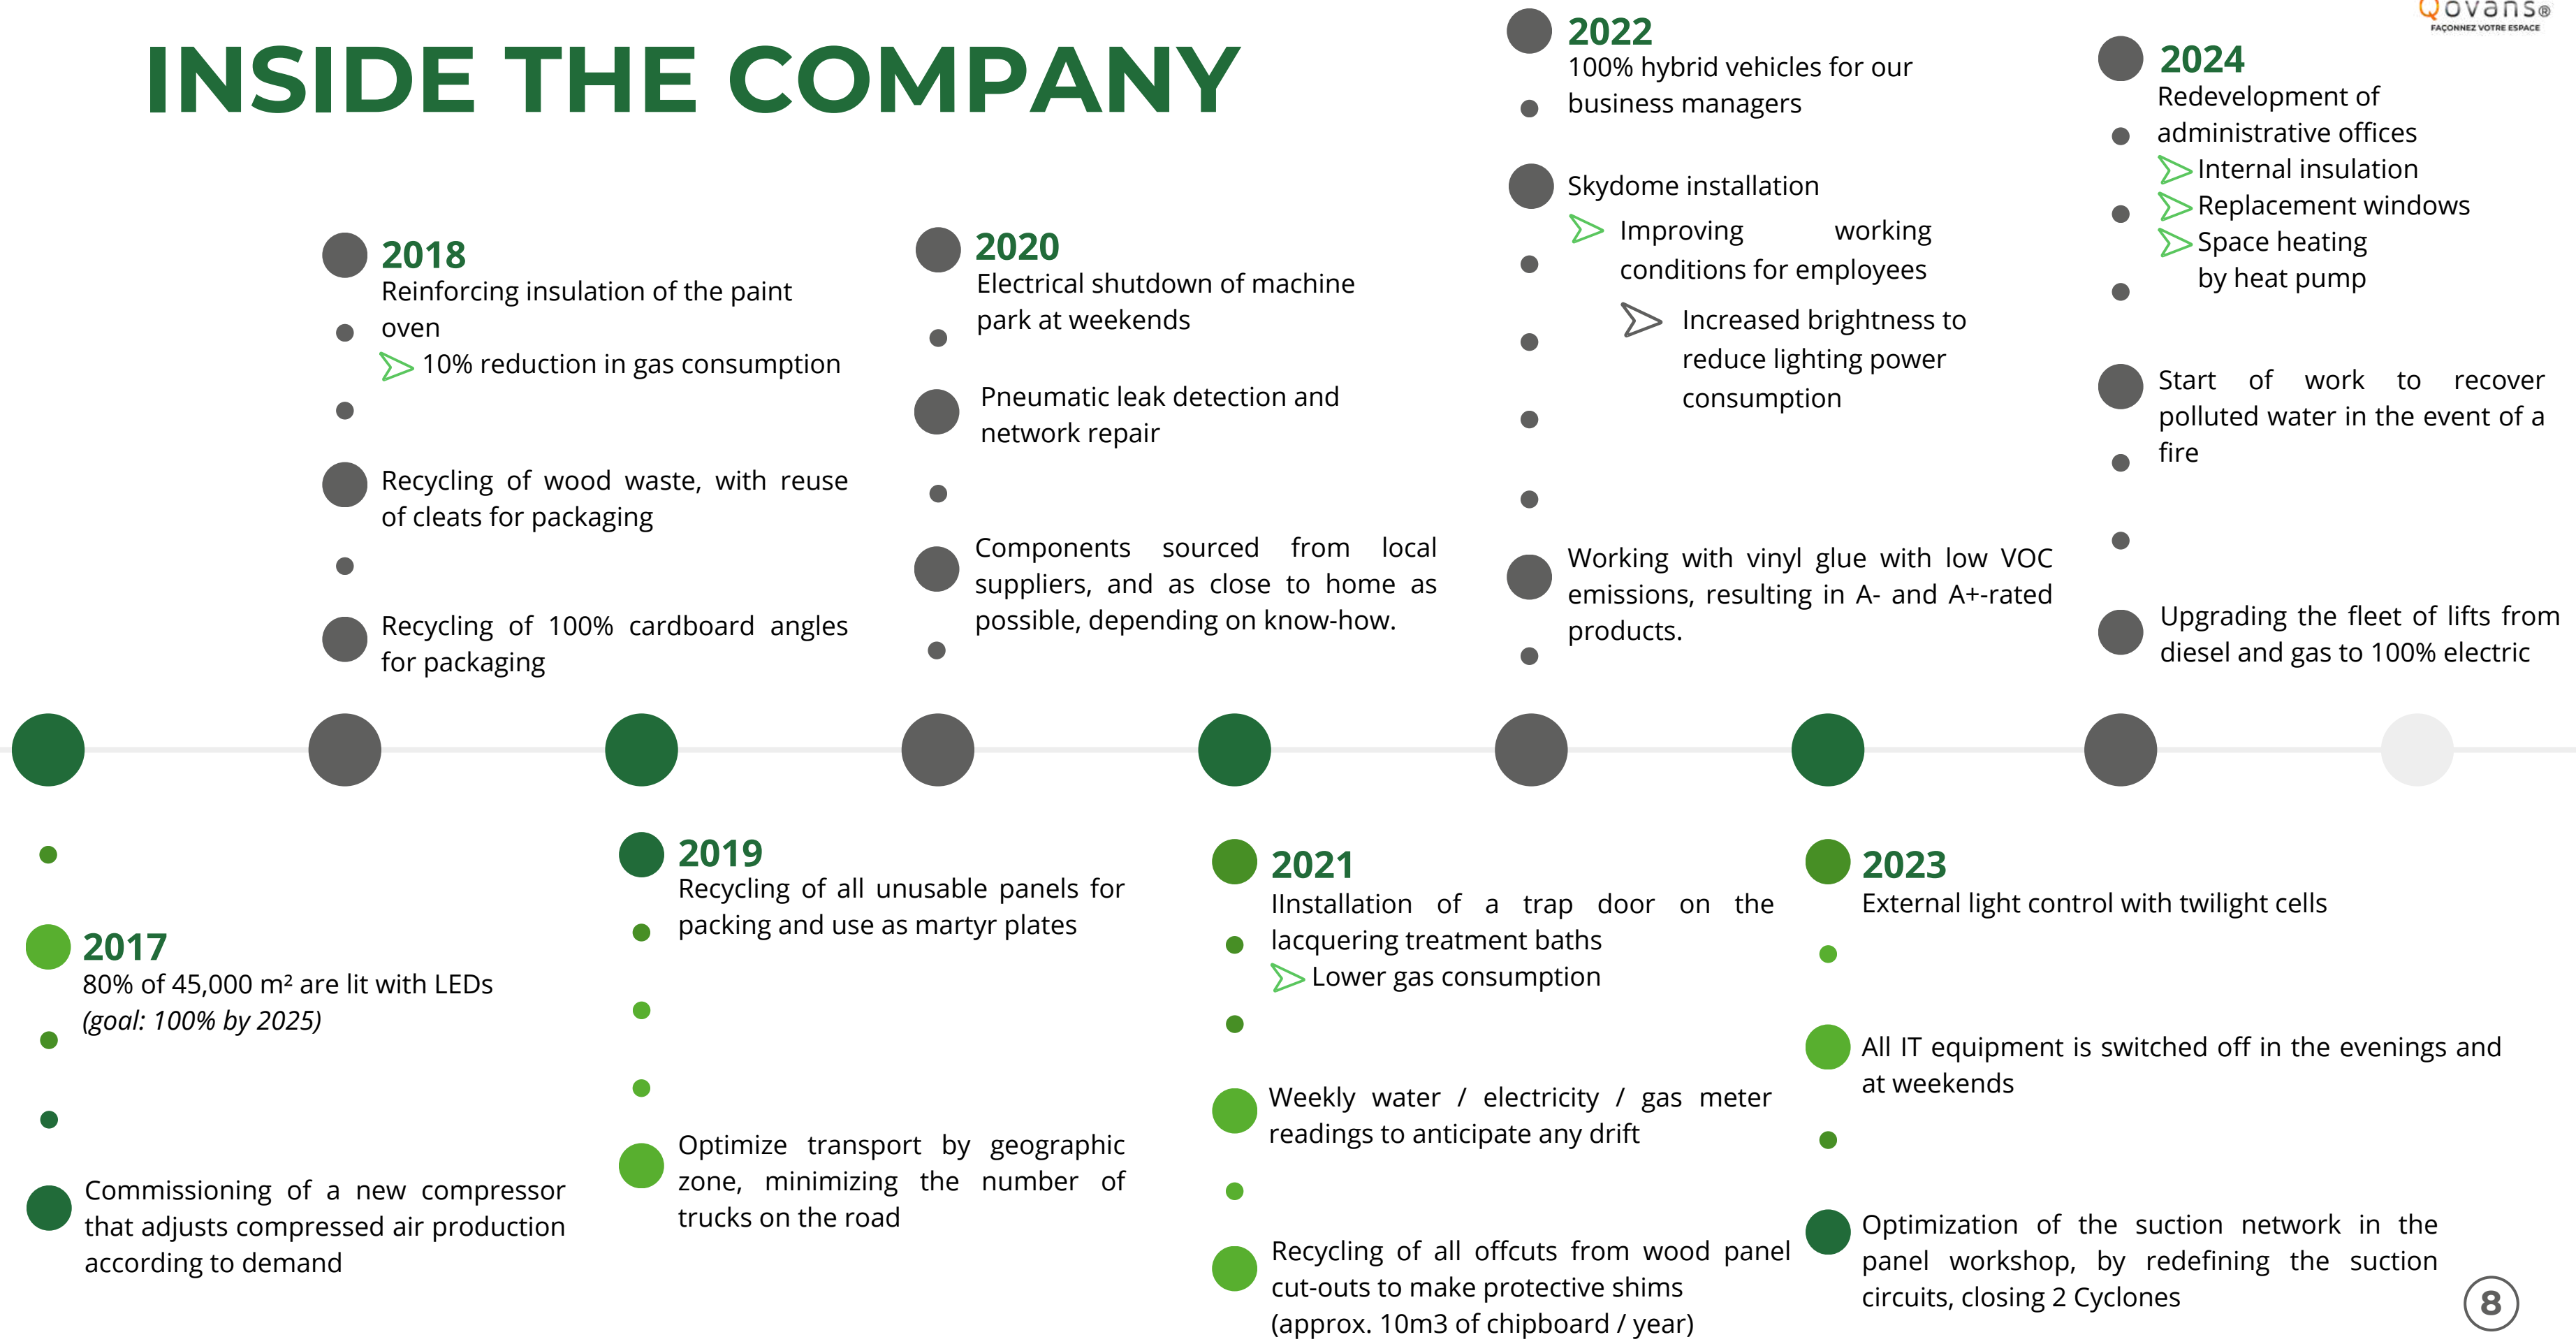 Qovans®
FAÇONNEZ VOTRE ESPACE
INSIDE THE COMPANY
2017
80% of 45,000 m² are lit with LEDs
(goal: 100% by 2025)
Commissioning of a new compressor
that adjusts compressed air production
according to demand
2018
Reinforcing insulation of the paint
oven
10% reduction in gas consumption
Recycling of wood waste, with reuse
of cleats for packaging
Recycling of 100% cardboard angles
for packaging
2019
Recycling of all unusable panels for
packing and use as martyr plates
Optimize transport by geographic
zone, minimizing the number of
trucks on the road
2020
Electrical shutdown of machine
park at weekends
Pneumatic leak detection and
network repair
Components sourced from local
suppliers, and as close to home as
possible, depending on know-how.
2021
IInstallation of a trap door on the
lacquering treatment baths
Lower gas consumption
Weekly water / electricity / gas meter
readings to anticipate any drift
Recycling of all offcuts from wood panel
cut-outs to make protective shims
(approx. 10m3 of chipboard / year)
2022
100% hybrid vehicles for our
business managers
Skydome installation
Improving working
conditions for employees
Increased brightness to
reduce lighting power
consumption
Working with vinyl glue with low VOC
emissions, resulting in A- and A+-rated
products.
2023
External light control with twilight cells
All IT equipment is switched off in the evenings and
at weekends
Optimization of the suction network in the
panel workshop, by redefining the suction
circuits, closing 2 Cyclones
2024
Redevelopment of
administrative offices
Internal insulation
Replacement windows
Space heating
by heat pump
Start of work to recover
polluted water in the event of a
fire
Upgrading the fleet of lifts from
diesel and gas to 100% electric
8